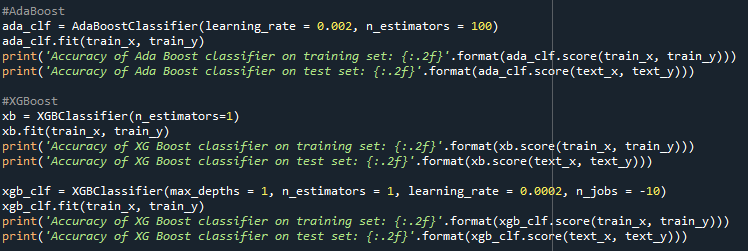 #AdaBoost
ada_clf = AdaBoostClassifier(learning_rate = 0.002, n_estimators = 100)
ada_clf.fit(train_x, train_y)
print('Accuracy of Ada Boost classifier on training set: {:.2f}'.format(ada_clf.score(train_x, train_y)))
print('Accuracy of Ada Boost classifier on test set: {:.2f}'.format(ada_clf.score(text_x, text_y)))
#XGBoost
xb = XGBClassifier(n_estimators=1)
xb.fit(train_x, train_y)
print('Accuracy of XG Boost classifier on training set: {:.2f}'.format(xb.score(train_x, train_y)))
print('Accuracy of XG Boost classifier on test set: {:.2f}'.format(xb.score(text_x, text_y)))
xgb_clf = XGBClassifier(max_depths = 1, n_estimators = 1, learning_rate = 0.0002, n_jobs = -10)
xgb_clf.fit(train_x, train_y)
print('Accuracy of XG Boost classifier on training set: {:.2f}'.format(xgb_clf.score(train_x, train_y)))
print('Accuracy of XG Boost classifier on test set: {:.2f}'.format(xgb_clf.score(text_x, text_y)))